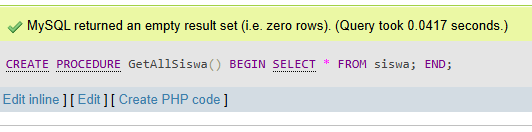 MySQL returned an empty result set (i.e. zero rows). (Query took 0.0417 seconds.)
CREATE PROCEDURE GetAllSiswa() BEGIN SELECT * FROM siswa; END;
Edit inline ] [ Edit ] [ Create PHP code ]